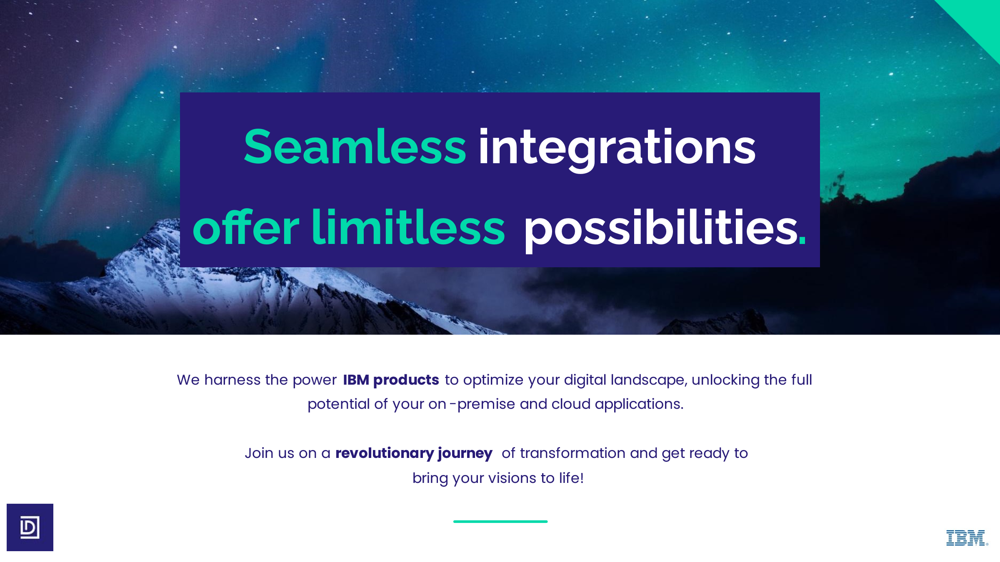 Seamless integrations
offer limitless possibilities.
We harness the power IBM products to optimize your digital landscape, unlocking the full
potential of your on-premise and cloud applications.
Join us on a revolutionary journey of transformation and get ready to
bring your visions to life!
D
IBM®